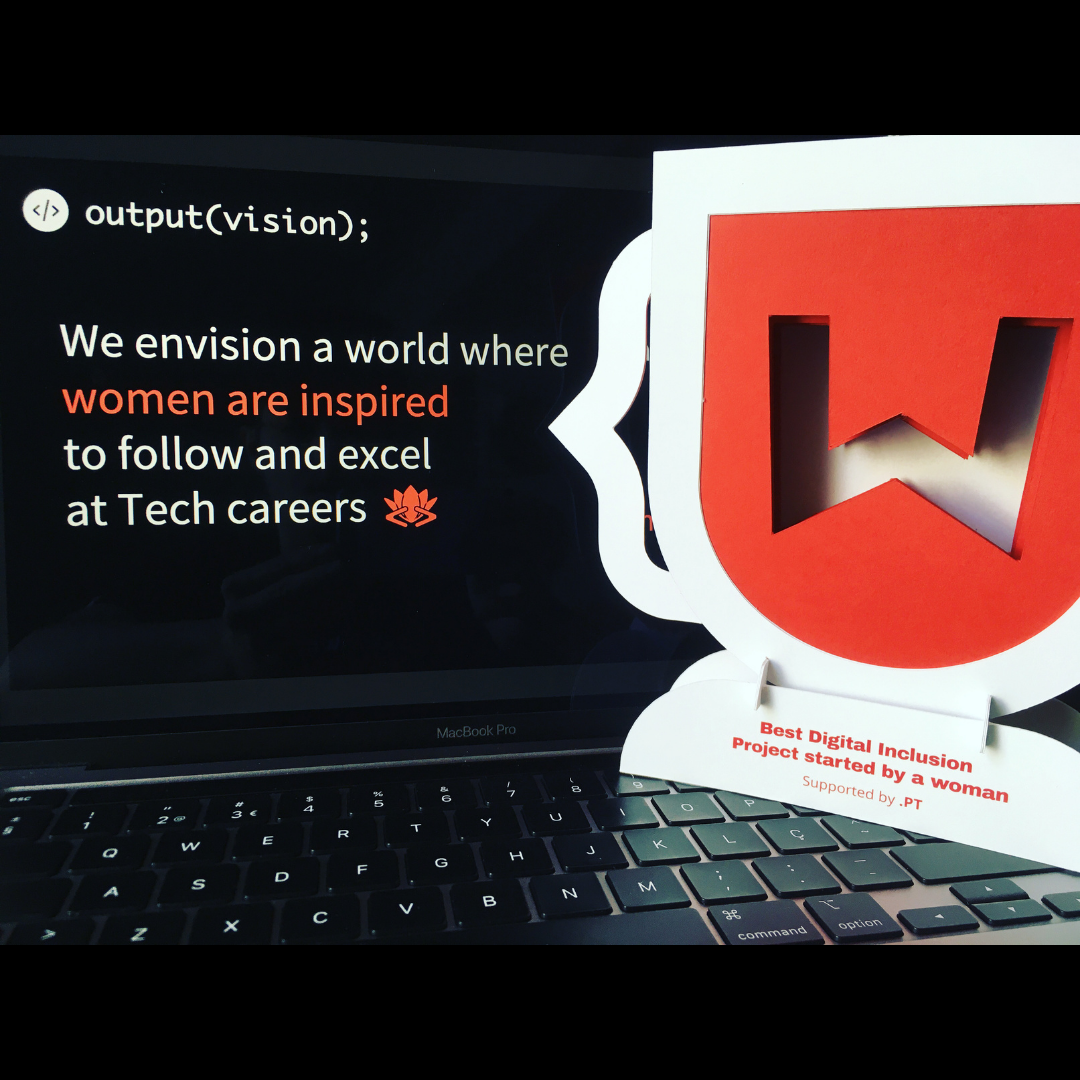 </> output(vision);
We envision a world where
women are inspired
to follow and excel
at Tech careers
W
Best Digital Inclusion
Project started by a woman
Supported by .PT
MacBook Pro
esc
! 1
" 2 @
# 3 €
$ 4
% 5
& 6
/ 7
( 8
9
Q W E R T Y U I O P
A S D F G H J K L Ç
> Z X C V B N M ; , : .
⌘ command
⌥ option